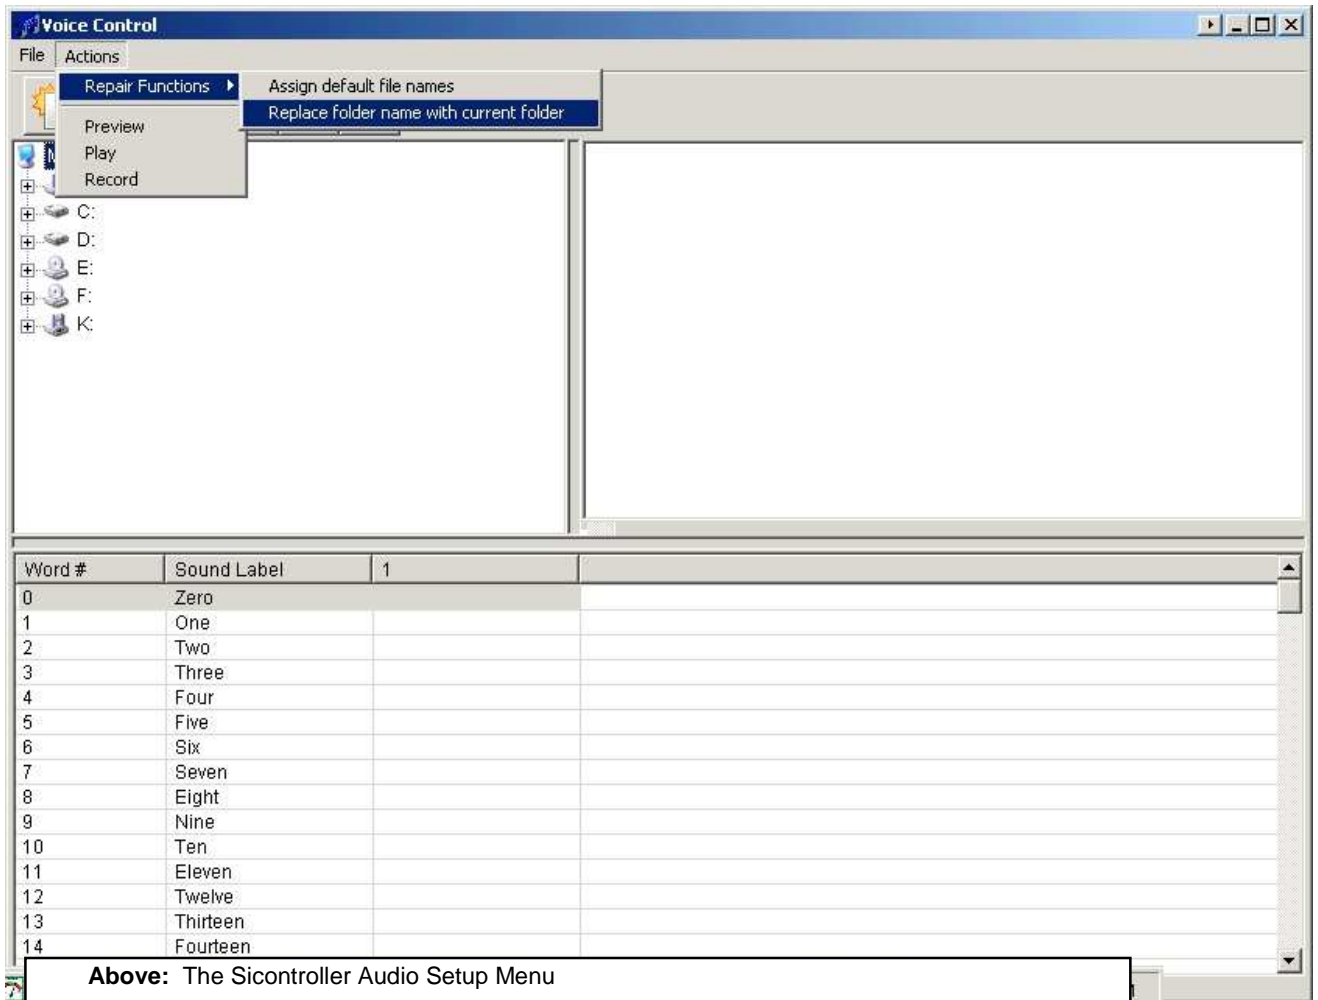 Voice Control
File Actions
Repair Functions
Assign default file names
Replace folder name with current folder
Preview
Play
Record
C:
D:
E:
F:
K:
Word # Sound Label 1
0 Zero
1 One
2 Two
3 Three
4 Four
5 Five
6 Six
7 Seven
8 Eight
9 Nine
10 Ten
11 Eleven
12 Twelve
13 Thirteen
14 Fourteen
Above: The Sicontroller Audio Setup Menu